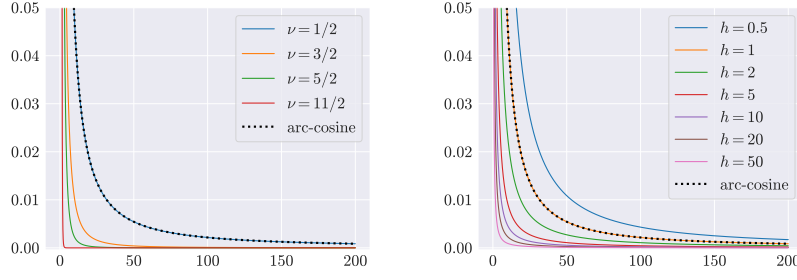 0.05
0.04
0.03
0.02
0.01
0.00
0
50
100
150
200
ν = 1/2
ν = 3/2
ν = 5/2
ν = 11/2
arc-cosine
0.05
0.04
0.03
0.02
0.01
0.00
0
50
100
150
200
h = 0.5
h = 1
h = 2
h = 5
h = 10
h = 20
h = 50
arc-cosine